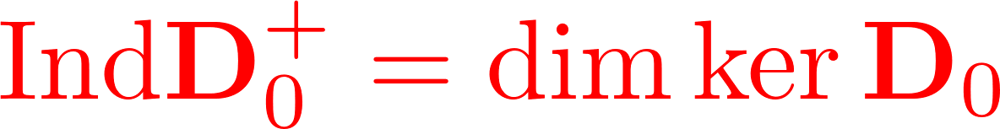 Ind𝐃₀⁺ = dim ker 𝐃₀